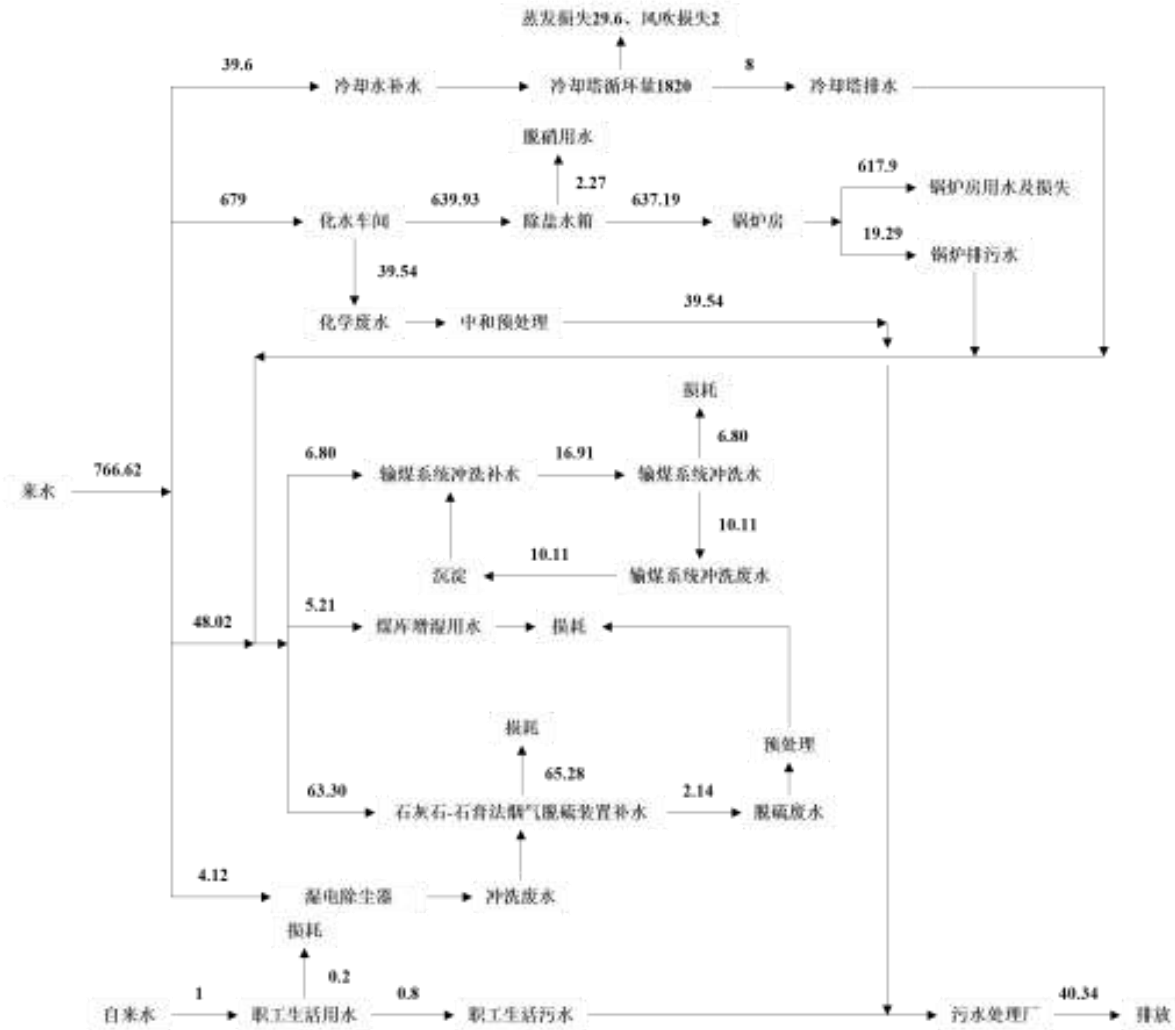 蒸发损失29.6、风吹损失2
39.6
冷却水补水
冷却塔循环量1820
8
冷却塔排水
脱硝用水
2.27
679
化水车间
639.93
除盐水箱
637.19
锅炉房
617.9
锅炉房用水及损失
19.29
锅炉排污水
39.54
化学废水
中和预处理
39.54
损耗
6.80
766.62
来水
6.80
输煤系统冲洗补水
16.91
输煤系统冲洗水
10.11
沉淀
10.11
输煤系统冲洗废水
48.02
5.21
煤库增湿用水
损耗
损耗
65.28
预处理
63.30
石灰石-石膏法烟气脱硫装置补水
2.14
脱硫废水
4.12
湿电除尘器
冲洗废水
损耗
0.2
自来水
1
职工生活用水
0.8
职工生活污水
污水处理厂
40.34
排放